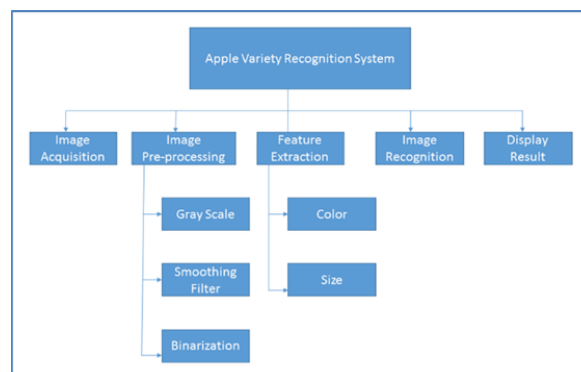 Apple Variety Recognition System
Image
Acquisition
Image
Pre-processing
Feature
Extraction
Image
Recognition
Display
Result
Gray Scale
Smoothing
Filter
Binarization
Color
Size